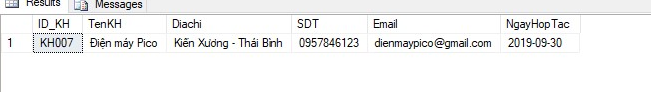 Results Messages
ID_KH TenKH Diachi SDT Email NgayHopTac
1 KH007 Điện máy Pico Kiến Xương - Thái Bình 0957846123 dienmaypico@gmail.com 2019-09-30